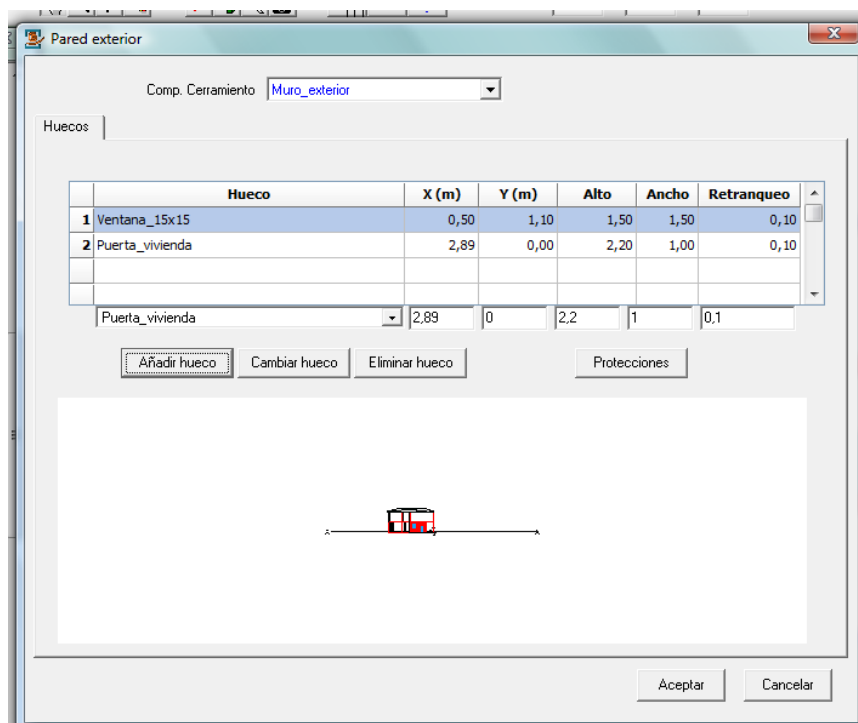 Pared exterior
Comp. Cerramiento Muro_exterior
Huecos
Hueco X (m) Y (m) Alto Ancho Retranqueo
1 Ventana_15x15 0,50 1,10 1,50 1,50 0,10
2 Puerta_vivienda 2,89 0,00 2,20 1,00 0,10
Puerta_vivienda 2,89 0 2,2 1 0,1
Añadir hueco Cambiar hueco Eliminar hueco Protecciones
Aceptar Cancelar